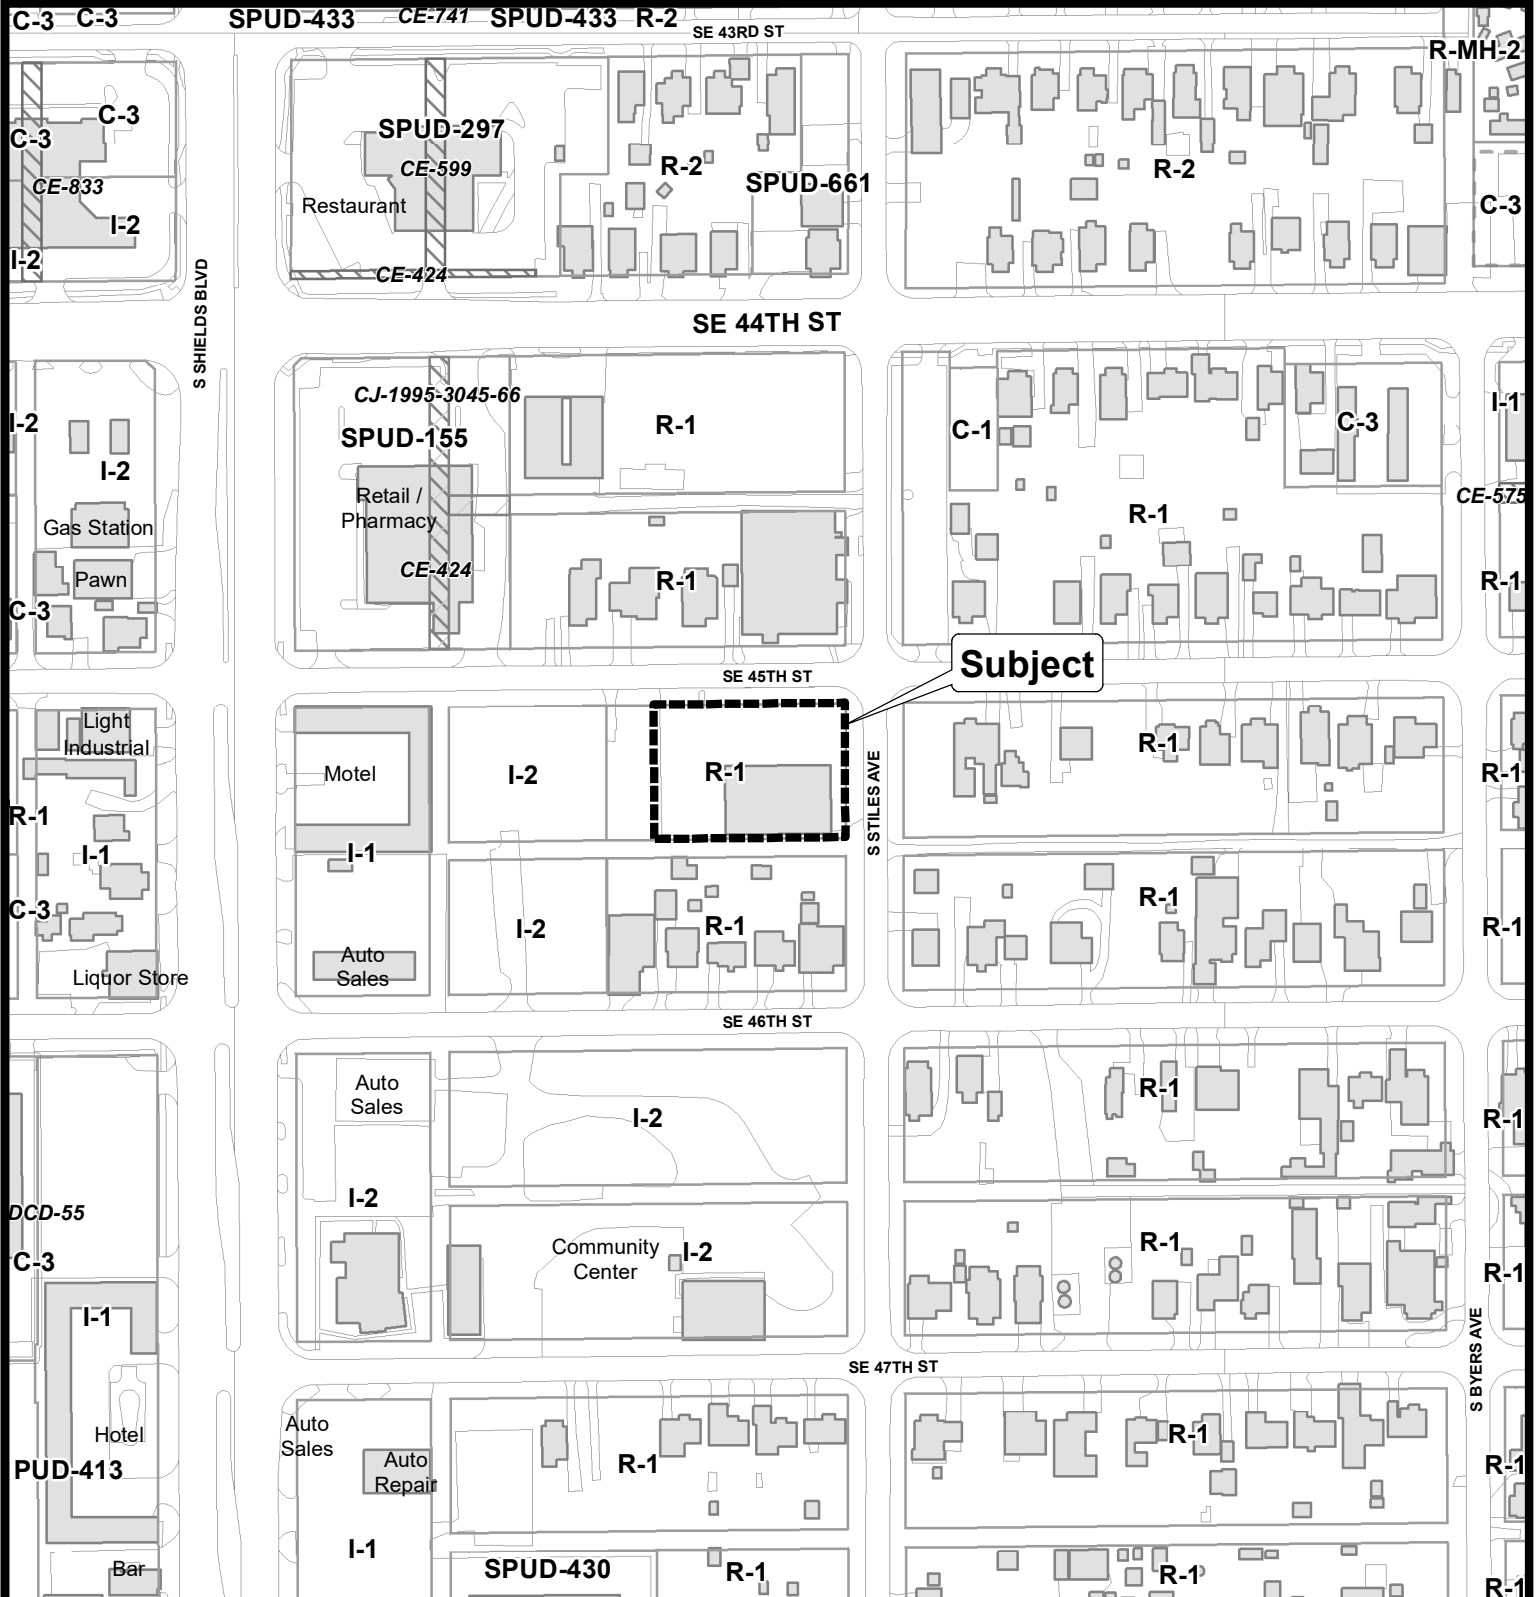 C-3
C-3
SPUD-433
CE-741
SPUD-433
R-2
SE 43RD ST
R-MH-2
C-3
C-3
SPUD-297
CE-599
R-2
SPUD-661
R-2
CE-833
Restaurant
C-3
I-2
I-2
CE-424
S SHIELDS BLVD
SE 44TH ST
CJ-1995-3045-66
I-2
SPUD-155
R-1
C-1
C-3
I-1
I-2
Retail /
Pharmacy
CE-575
Gas Station
R-1
Pawn
CE-424
R-1
R-1
C-3
Subject
SE 45TH ST
Light
Industrial
Motel
I-2
R-1
R-1
R-1
S STILES AVE
R-1
I-1
I-1
C-3
I-2
R-1
R-1
R-1
Auto
Sales
Liquor Store
SE 46TH ST
Auto
Sales
I-2
R-1
R-1
I-2
DCD-55
C-3
Community
Center
I-2
R-1
R-1
I-1
SE 47TH ST
S BYERS AVE
Hotel
Auto
Sales
PUD-413
Auto
Repair
R-1
R-1
R-1
I-1
Bar
SPUD-430
R-1
R-1
R-1